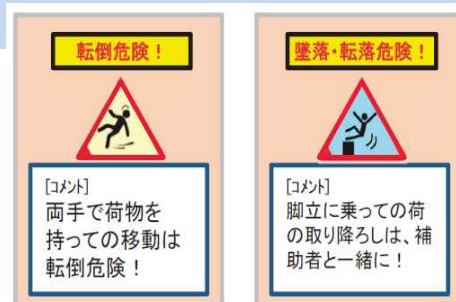 転倒危険！
[コメント]
両手で荷物を
持っての移動は
転倒危険！
墜落・転落危険！
[コメント]
脚立に乗っての荷
の取り降ろしは、補
助者と一緒に！